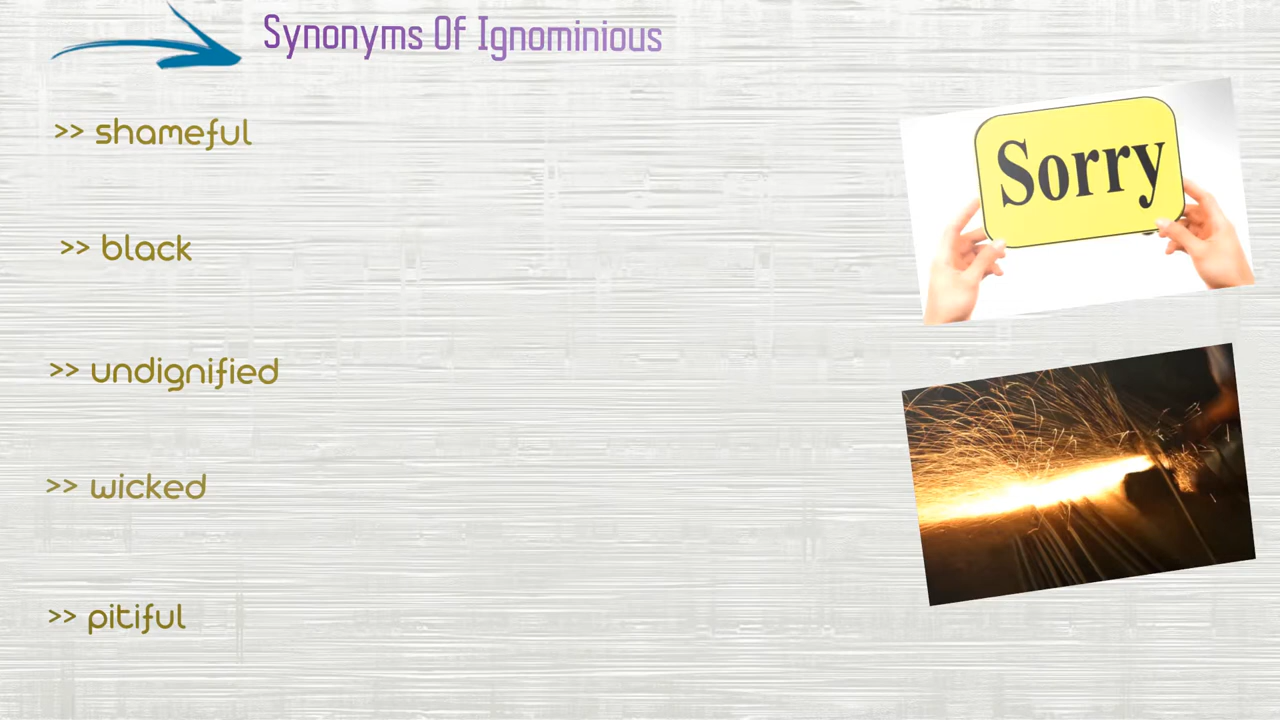 Synonyms Of Ignominious
>> shameful
>> black
>> undignified
>> wicked
>> pitiful
Sorry